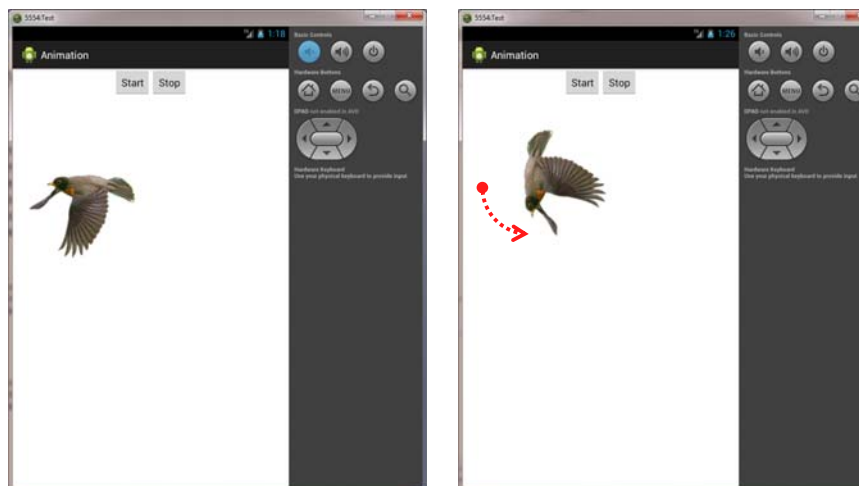 5554:Test
1:18
Basic Controls
Animation
Hardware Buttons
Start Stop
MENU
DPAD not enabled in AVD
Hardware Keyboard
Use your physical keyboard to provide input
5554:Test
1:26
Basic Controls
Animation
Hardware Buttons
Start Stop
MENU
DPAD not enabled in AVD
Hardware Keyboard
Use your physical keyboard to provide input